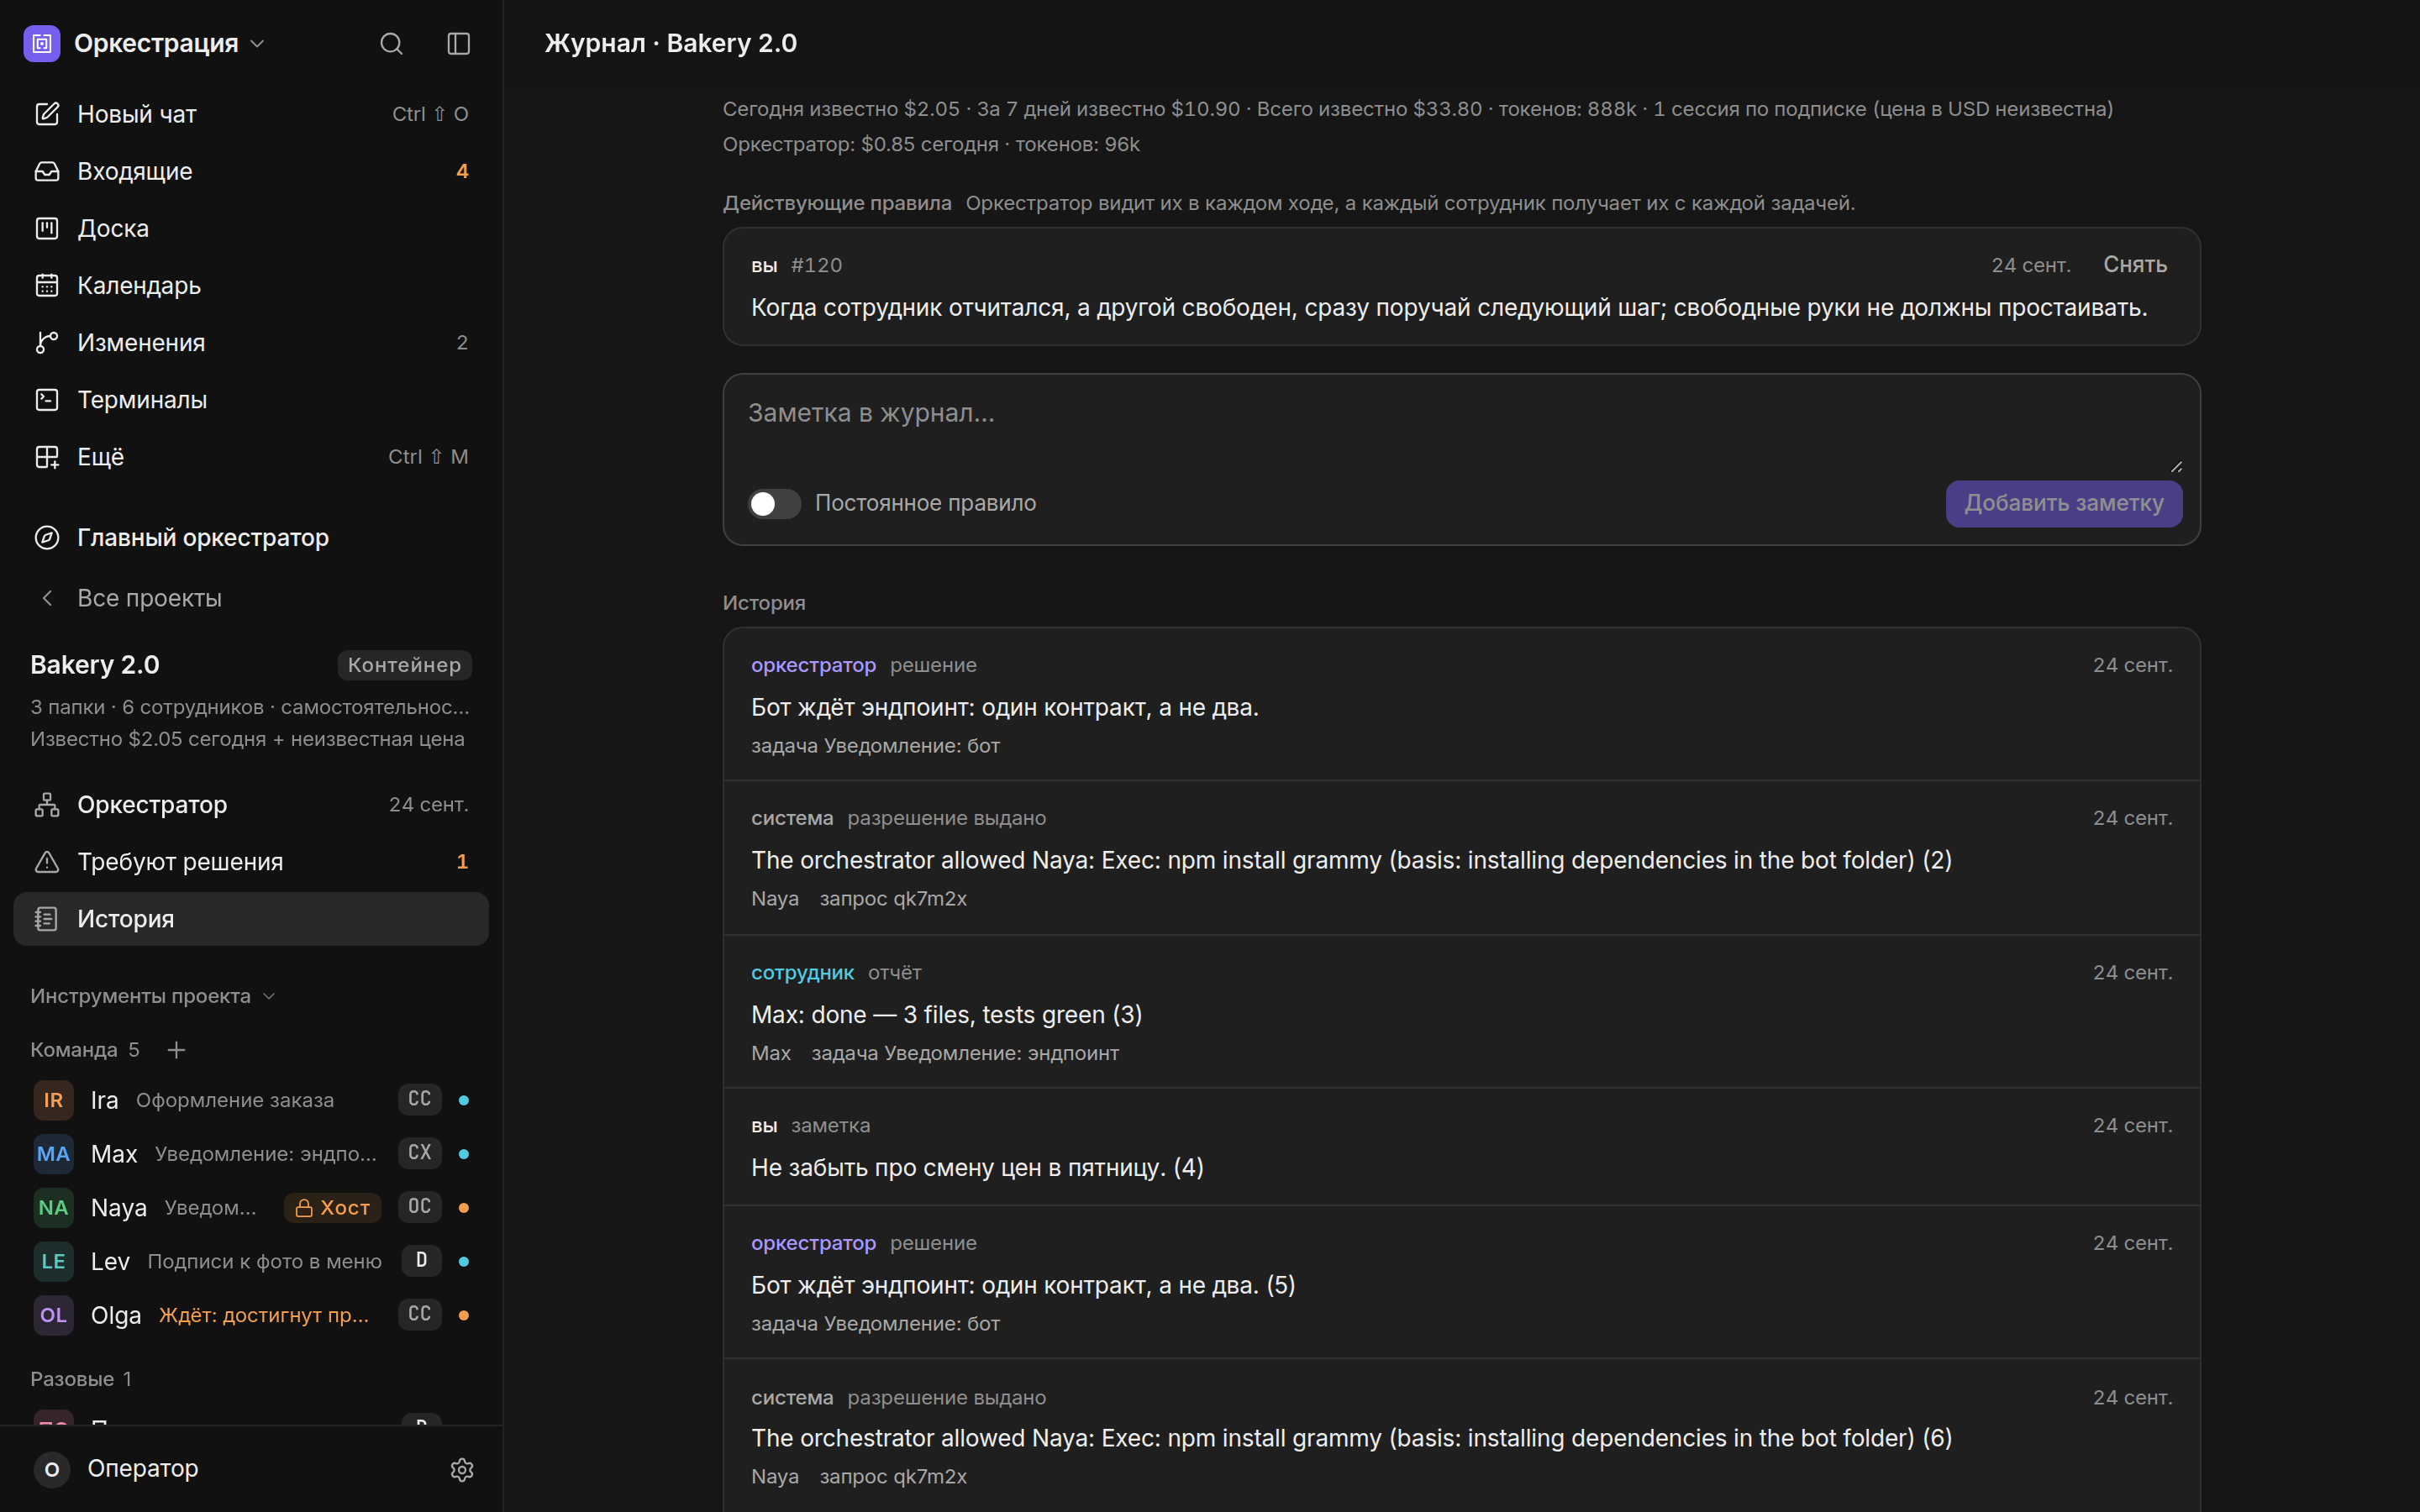 Оркестрация
Новый чат Ctrl ⇧ O
Входящие 4
Доска
Календарь
Изменения 2
Терминалы
Ещё Ctrl ⇧ M
Главный оркестратор
Все проекты
Bakery 2.0 Контейнер
3 папки · 6 сотрудников · самостоятельнос...
Известно $2.05 сегодня + неизвестная цена
Оркестратор 24 сент.
Требуют решения 1
История
Инструменты проекта
Команда 5
IR Ira Оформление заказа CC
MA Max Уведомление: эндпо... CX
NA Naya Уведом... Хост OC
LE Lev Подписи к фото в меню D
OL Olga Ждёт: достигнут пр... CC
Разовые 1
O Оператор
Журнал · Bakery 2.0
Сегодня известно $2.05 · За 7 дней известно $10.90 · Всего известно $33.80 · токенов: 888k · 1 сессия по подписке (цена в USD неизвестна)
Оркестратор: $0.85 сегодня · токенов: 96k
Действующие правила Оркестратор видит их в каждом ходе, а каждый сотрудник получает их с каждой задачей.
вы #120 24 сент. Снять
Когда сотрудник отчитался, а другой свободен, сразу поручай следующий шаг; свободные руки не должны простаивать.
Заметка в журнал...
Постоянное правило Добавить заметку
История
оркестратор решение 24 сент.
Бот ждёт эндпоинт: один контракт, а не два.
задача Уведомление: бот
система разрешение выдано 24 сент.
The orchestrator allowed Naya: Exec: npm install grammy (basis: installing dependencies in the bot folder) (2)
Naya запрос qk7m2x
сотрудник отчёт 24 сент.
Max: done — 3 files, tests green (3)
Max задача Уведомление: эндпоинт
вы заметка 24 сент.
Не забыть про смену цен в пятницу. (4)
оркестратор решение 24 сент.
Бот ждёт эндпоинт: один контракт, а не два. (5)
задача Уведомление: бот
система разрешение выдано 24 сент.
The orchestrator allowed Naya: Exec: npm install grammy (basis: installing dependencies in the bot folder) (6)
Naya запрос qk7m2x